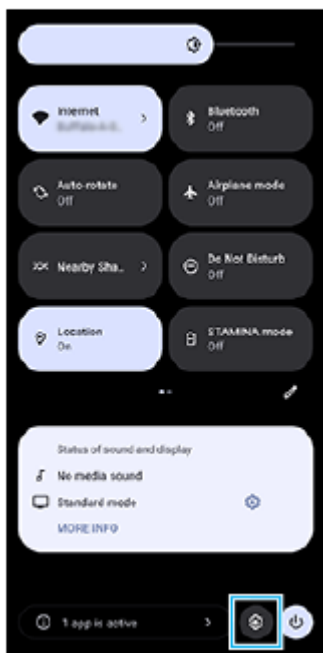 Internet
Bluetooth
Off
Auto-rotate
Off
Airplane mode
Off
Nearby Sha..
Do Not Disturb
Off
Location
On
STAMINA mode
Off
Status of sound and display
No media sound
Standard mode
MORE INFO
1 app is active